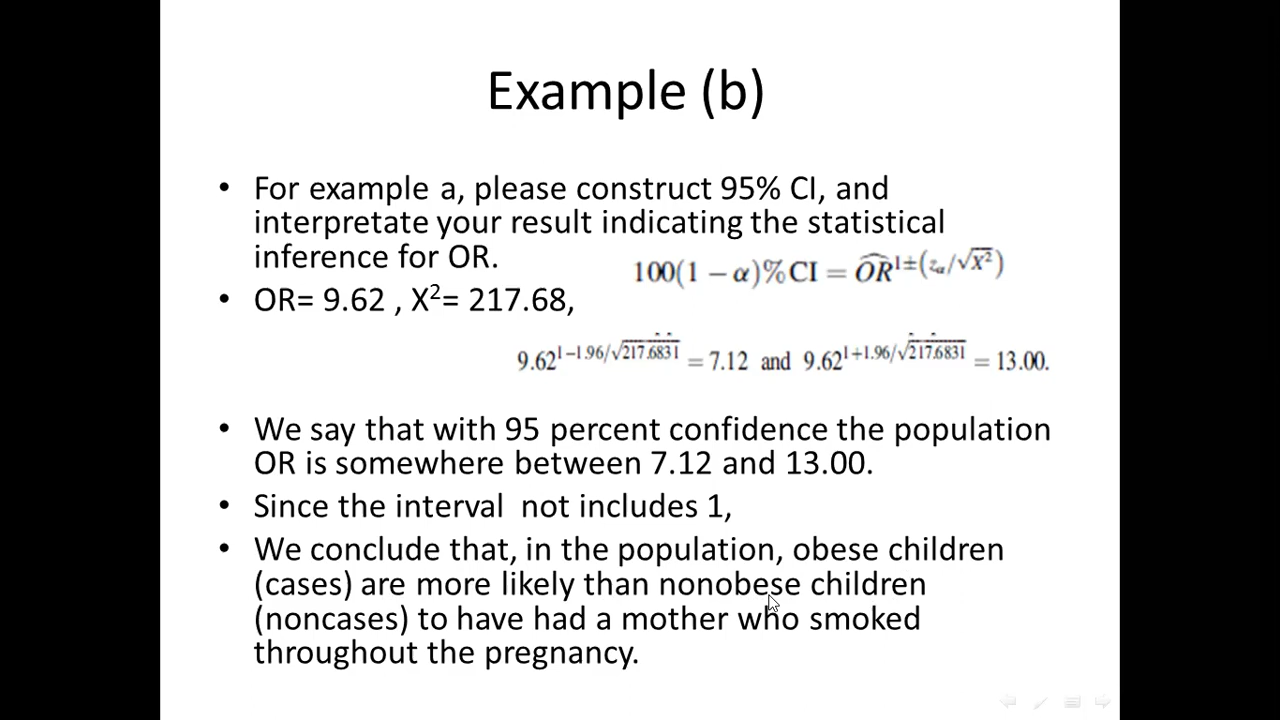 Example (b)
• For example a, please construct 95% CI, and
interpretate your result indicating the statistical
inference for OR.
100(1 − α)%CI = \widehat{OR}^{1±(z_α/√X²)}
• OR= 9.62 , X²= 217.68,
9.62^{1−1.96/√217.6831} = 7.12 and 9.62^{1+1.96/√217.6831} = 13.00.
• We say that with 95 percent confidence the population
OR is somewhere between 7.12 and 13.00.
• Since the interval not includes 1,
• We conclude that, in the population, obese children
(cases) are more likely than nonobese children
(noncases) to have had a mother who smoked
throughout the pregnancy.